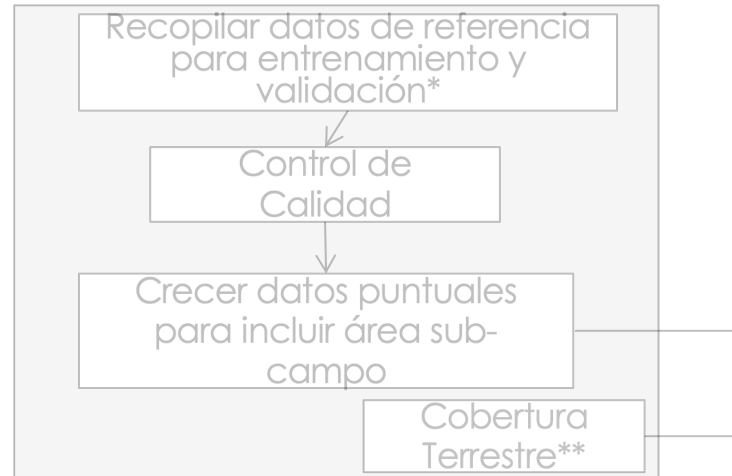 Recopilar datos de referencia
para entrenamiento y
validación*
Control de
Calidad
Crecer datos puntuales
para incluir área sub-
campo
Cobertura
Terrestre**